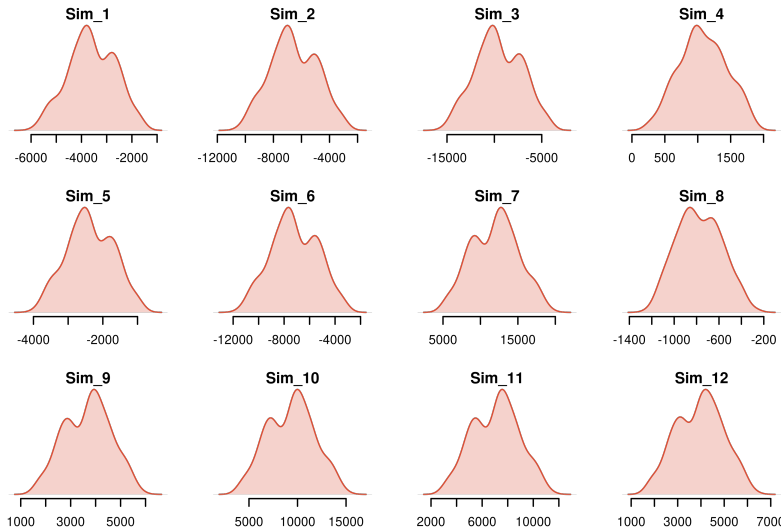 Sim_1 Sim_2 Sim_3 Sim_4
-6000 -4000 -2000 -12000 -8000 -4000 -15000 -5000 0 500 1500
Sim_5 Sim_6 Sim_7 Sim_8
-4000 -2000 -12000 -8000 -4000 5000 15000 -1400 -1000 -600 -200
Sim_9 Sim_10 Sim_11 Sim_12
1000 3000 5000 5000 10000 15000 2000 6000 10000 1000 3000 5000 7000